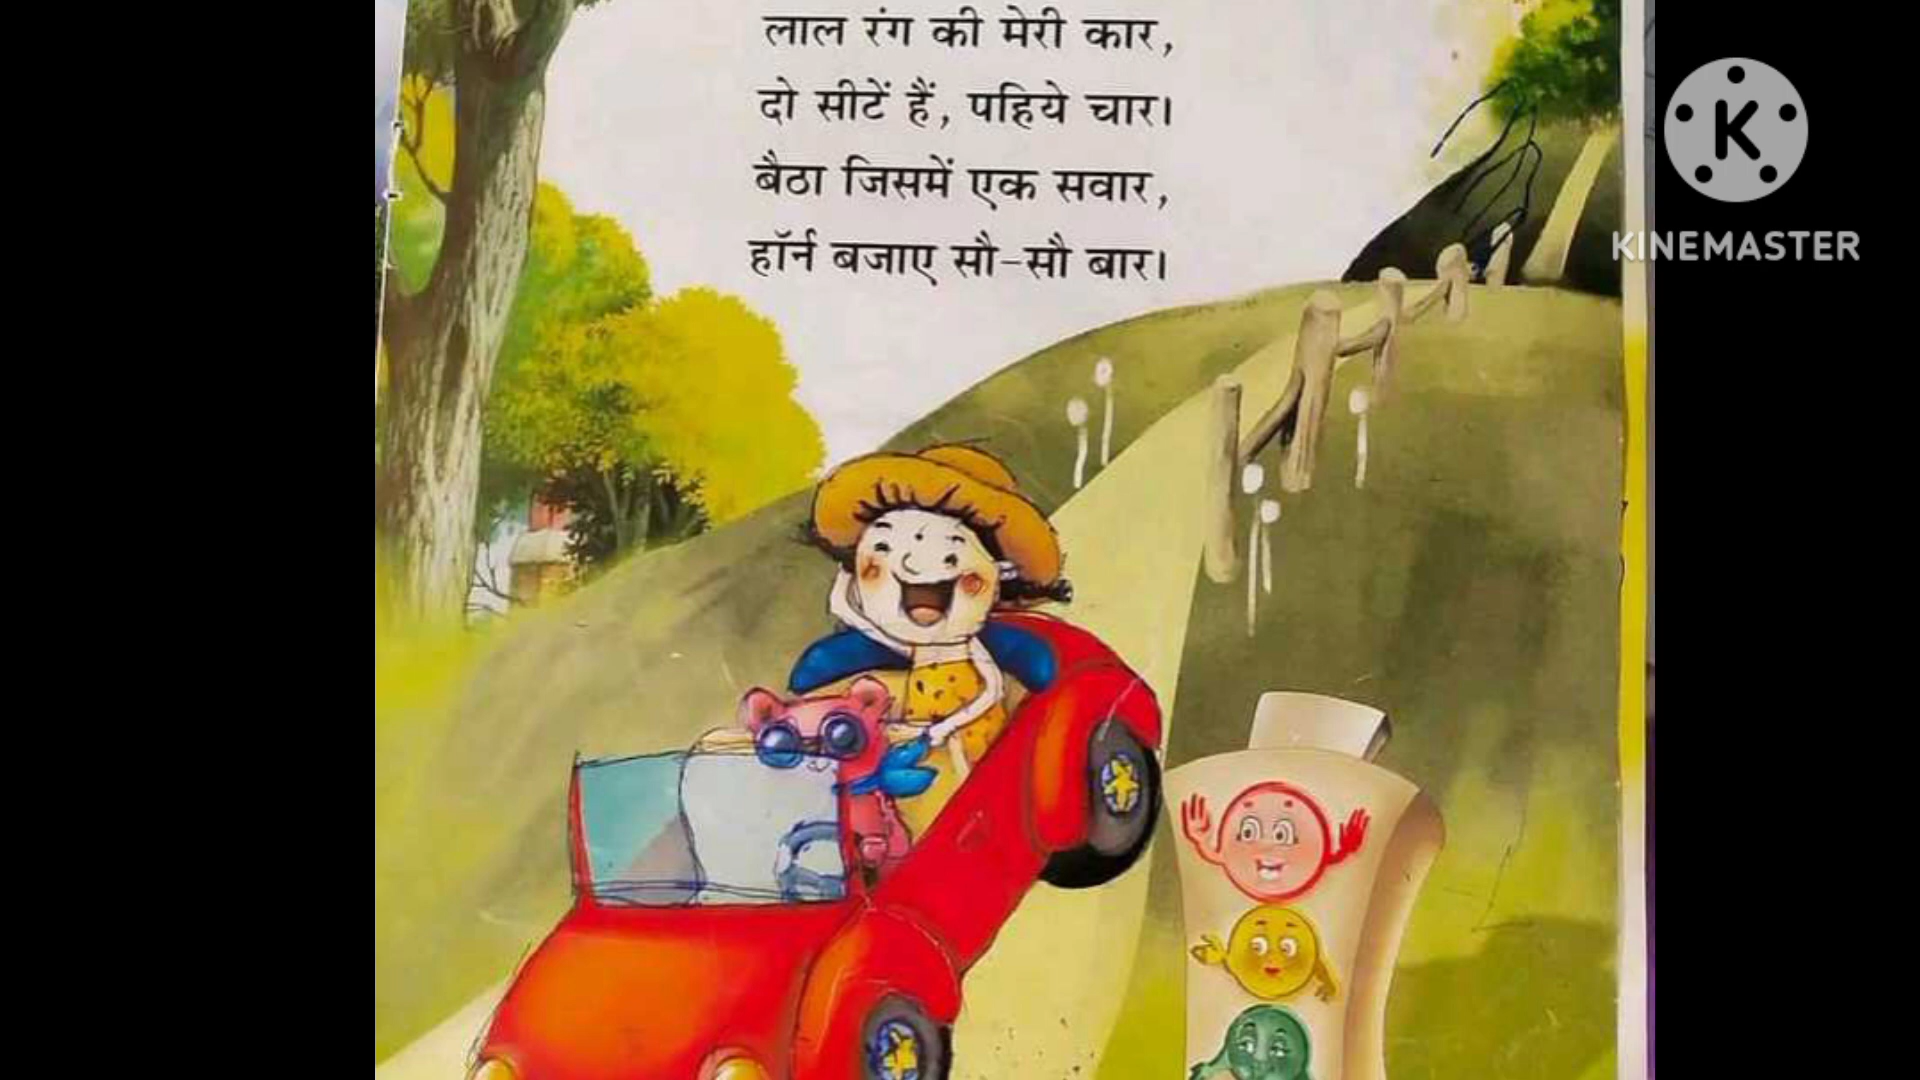 लाल रंग की मेरी कार,
दो सीटें हैं, पहिये चार।
बैठा जिसमें एक सवार,
हॉर्न बजाए सौ-सौ बार।
K
KINEMASTER